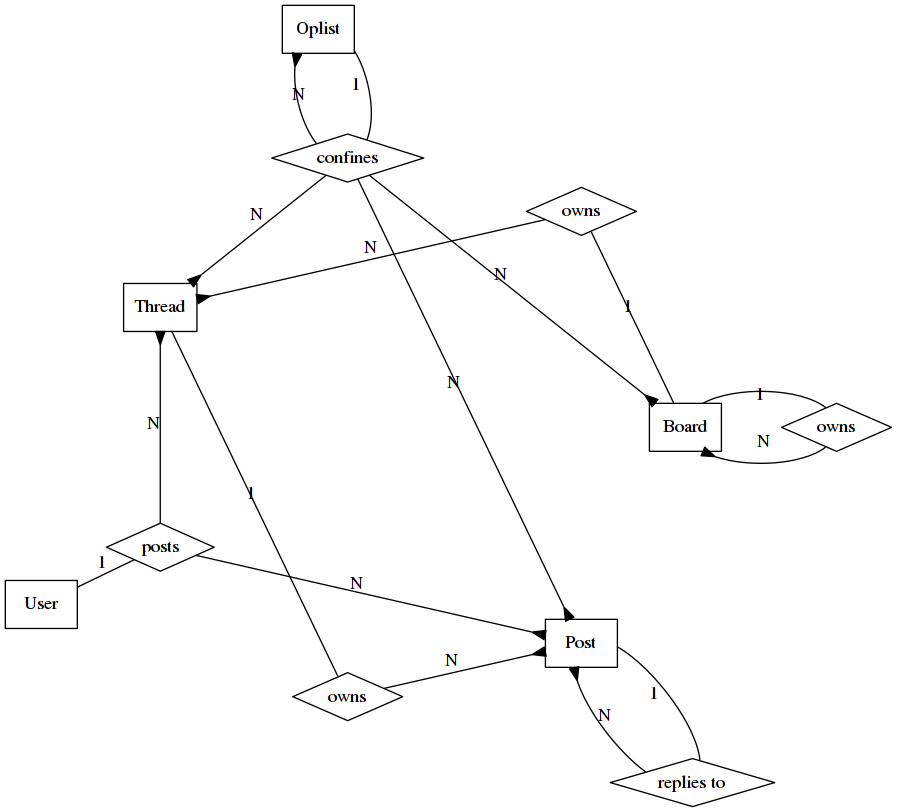 Oplist
1
N
confines
owns
N
N
N
1
Thread
N
1
Board
owns
N
N
1
posts
1
N
User
Post
N
1
owns
N
replies to